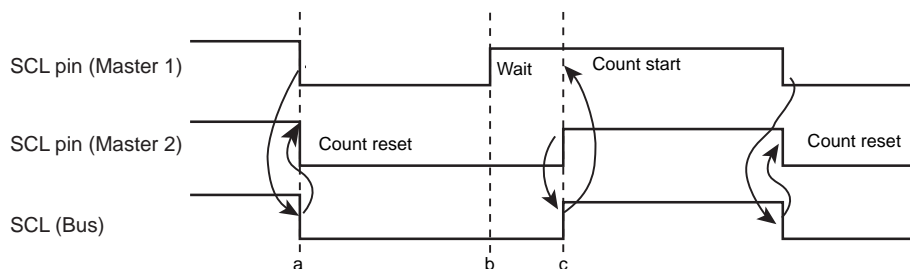 SCL pin (Master 1)
Wait
Count start
SCL pin (Master 2)
Count reset
Count reset
SCL (Bus)
a
b
c